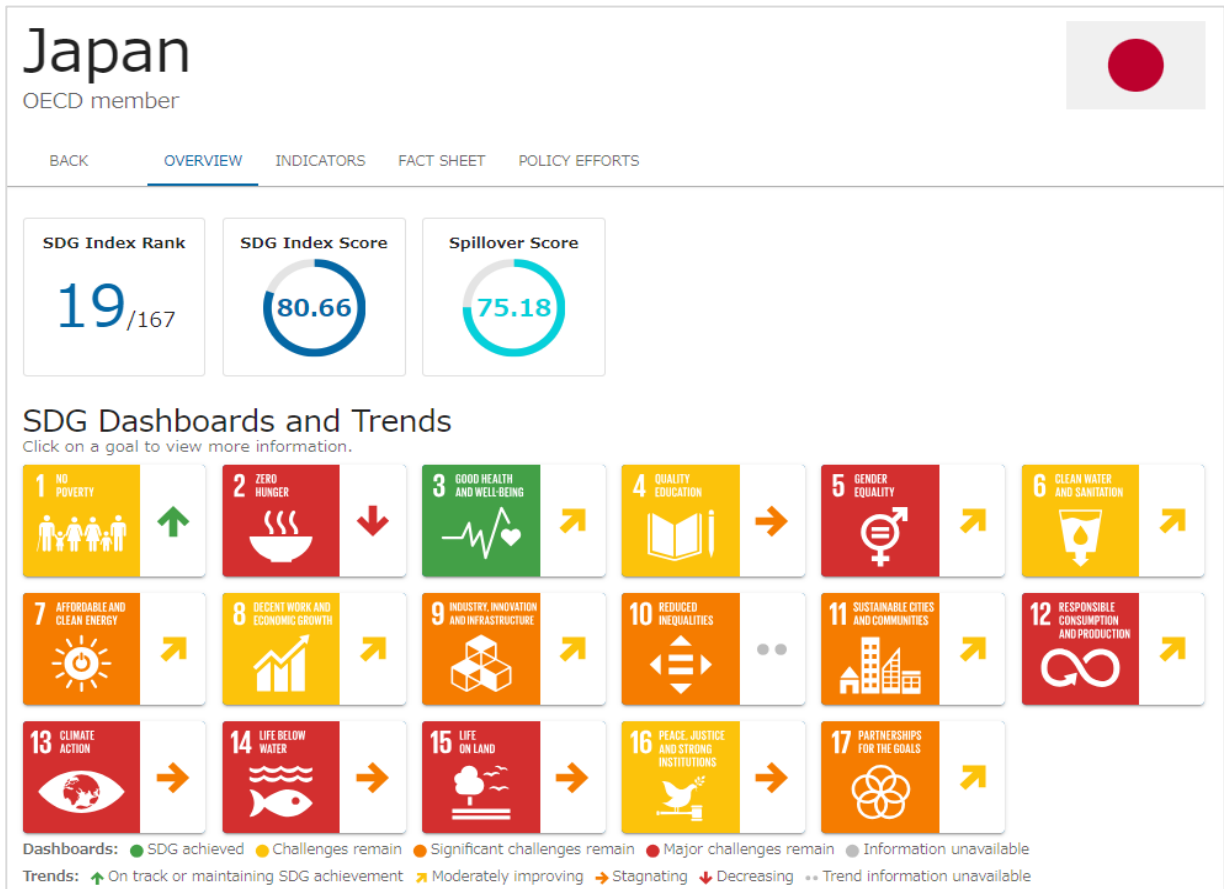 Japan
OECD member
BACK OVERVIEW INDICATORS FACT SHEET POLICY EFFORTS
SDG Index Rank
19/167
SDG Index Score
80.66
Spillover Score
75.18
SDG Dashboards and Trends
Click on a goal to view more information.
1 NO
POVERTY
2 ZERO
HUNGER
3 GOOD HEALTH
AND WELL-BEING
4 QUALITY
EDUCATION
5 GENDER
EQUALITY
6 CLEAN WATER
AND SANITATION
7 AFFORDABLE AND
CLEAN ENERGY
8 DECENT WORK AND
ECONOMIC GROWTH
9 INDUSTRY, INNOVATION
AND INFRASTRUCTURE
10 REDUCED
INEQUALITIES
11 SUSTAINABLE CITIES
AND COMMUNITIES
12 RESPONSIBLE
CONSUMPTION
AND PRODUCTION
13 CLIMATE
ACTION
14 LIFE BELOW
WATER
15 LIFE
ON LAND
16 PEACE, JUSTICE
AND STRONG
INSTITUTIONS
17 PARTNERSHIPS
FOR THE GOALS
Dashboards: SDG achieved Challenges remain Significant challenges remain Major challenges remain Information unavailable
Trends: On track or maintaining SDG achievement Moderately improving Stagnating Decreasing Trend information unavailable